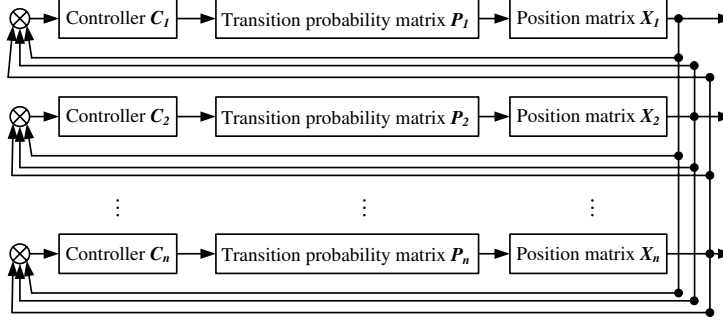 Controller C1
Transition probability matrix P1
Position matrix X1
Controller C2
Transition probability matrix P2
Position matrix X2
⋮ ⋮ ⋮
Controller Cn
Transition probability matrix Pn
Position matrix Xn